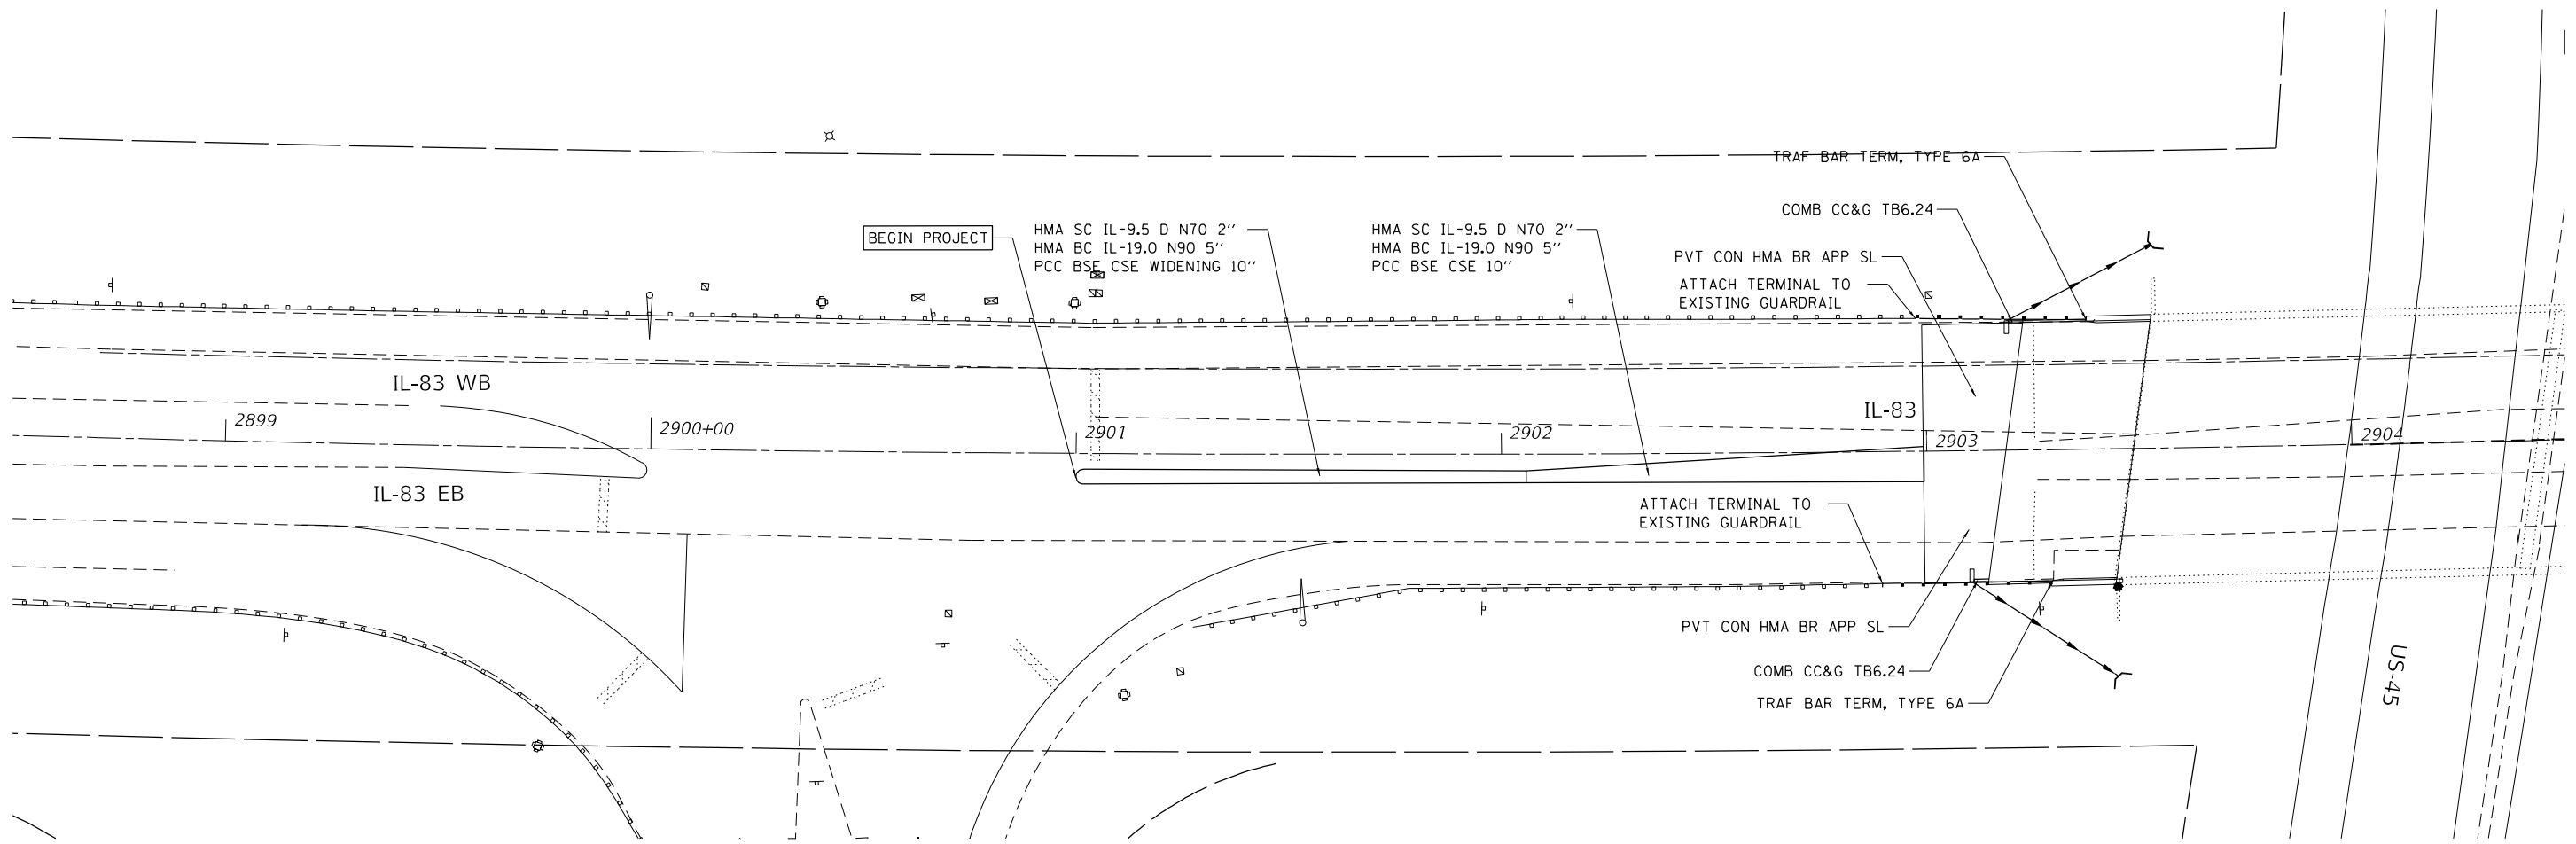 TRAF BAR TERM, TYPE 6A
COMB CC&G TB6.24
BEGIN PROJECT
HMA SC IL-9.5 D N70 2''
HMA BC IL-19.0 N90 5''
PCC BSE CSE WIDENING 10''
HMA SC IL-9.5 D N70 2''
HMA BC IL-19.0 N90 5''
PCC BSE CSE 10''
PVT CON HMA BR APP SL
ATTACH TERMINAL TO
EXISTING GUARDRAIL
IL-83 WB
IL-83
2899
2900+00
2901
2902
2903
2904
IL-83 EB
ATTACH TERMINAL TO
EXISTING GUARDRAIL
PVT CON HMA BR APP SL
COMB CC&G TB6.24
TRAF BAR TERM, TYPE 6A
US-45